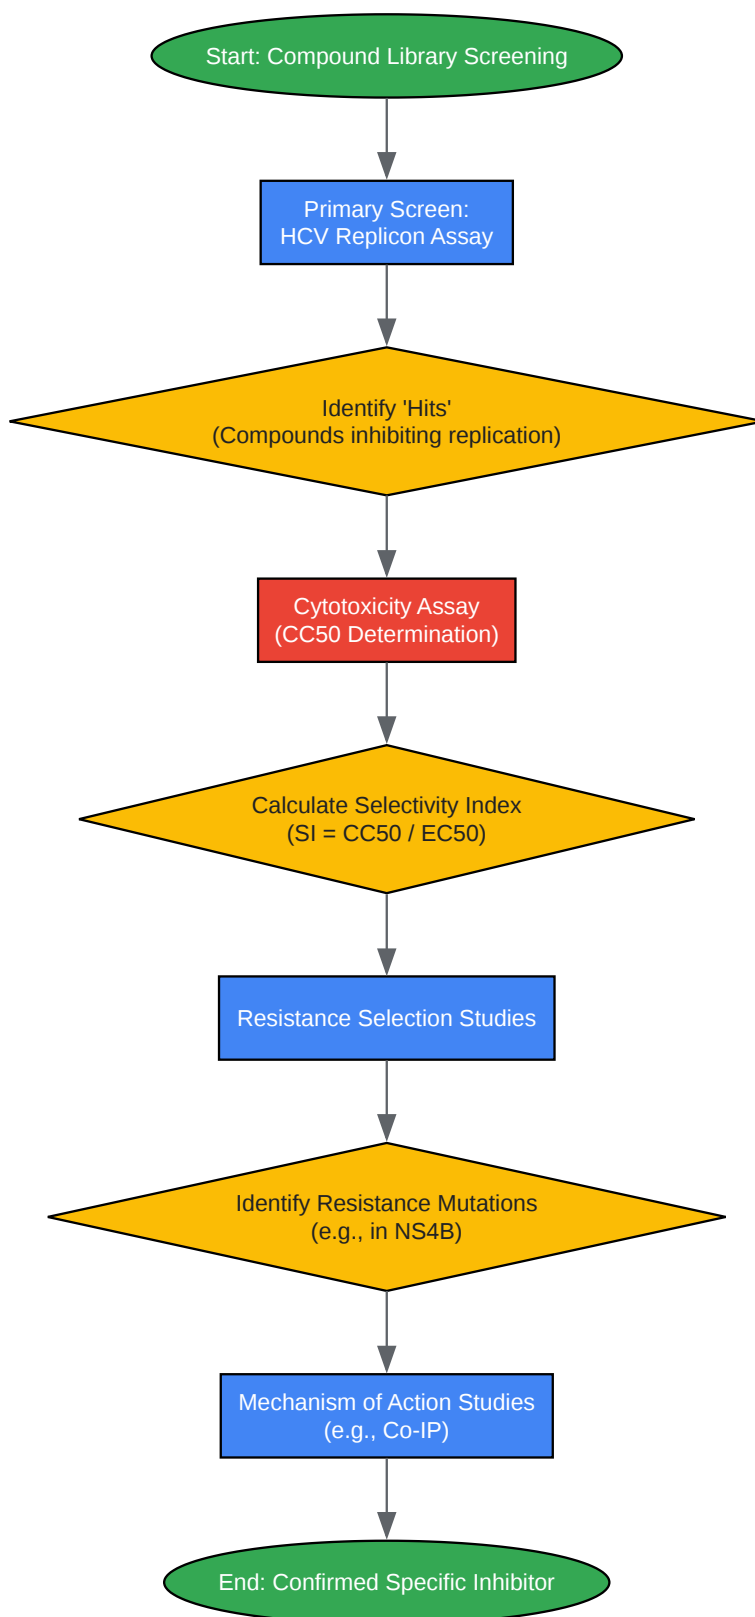 Start: Compound Library Screening
Primary Screen:
HCV Replicon Assay
Identify 'Hits'
(Compounds inhibiting replication)
Cytotoxicity Assay
(CC50 Determination)
Calculate Selectivity Index
(SI = CC50 / EC50)
Resistance Selection Studies
Identify Resistance Mutations
(e.g., in NS4B)
Mechanism of Action Studies
(e.g., Co-IP)
End: Confirmed Specific Inhibitor